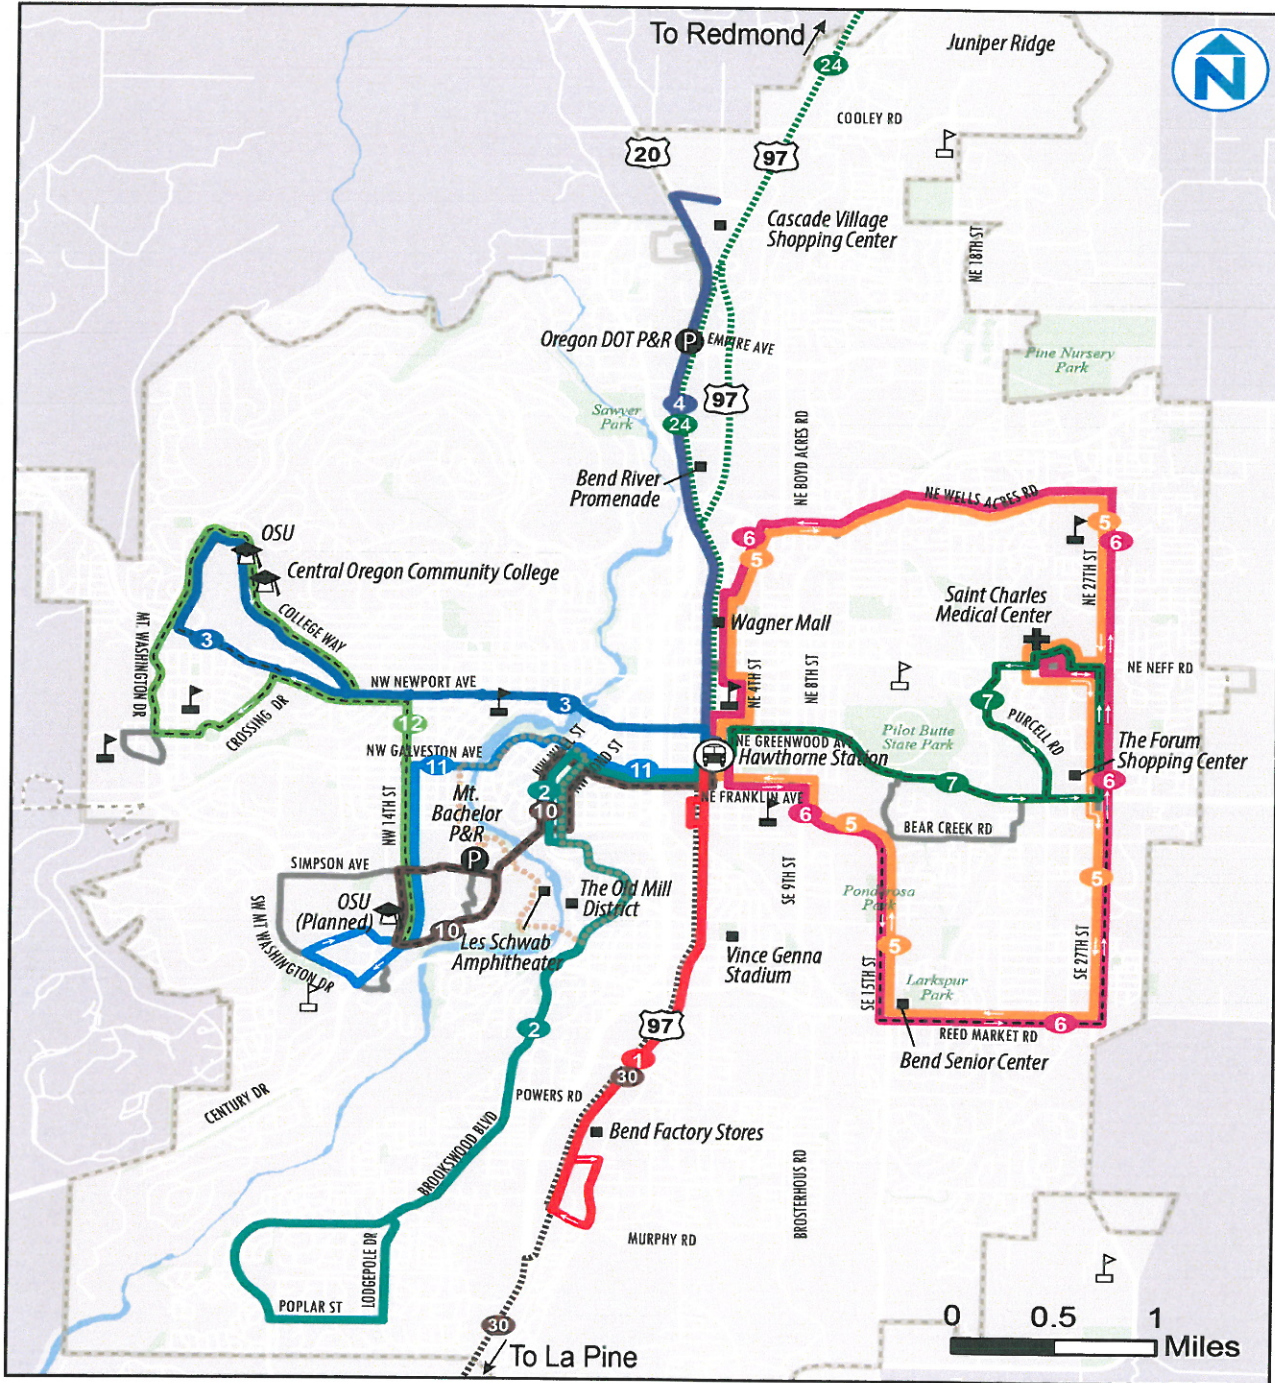 To Redmond
Juniper Ridge
N
24
COOLEY RD
20
97
Cascade Village
Shopping Center
NE 18TH ST
Oregon DOT P&R
P
EMPIRE AVE
Pine Nursery
Park
4
97
24
Sawyer
Park
NE BOYD ACRES RD
Bend River
Promenade
NE WELLS ACRES RD
5
6
6
5
OSU
Central Oregon Community College
NE 27TH ST
Saint Charles
Medical Center
MT WASHINGTON DR
COLLEGE WAY
3
Wagner Mall
NE 4TH ST
NE 8TH ST
NE NEFF RD
NW NEWPORT AVE
3
7
PURCELL RD
CROSSING DR
12
Pilot Butte
State Park
NW GALVESTON AVE
11
11
NE GREENWOOD AVE
Hawthorne Station
The Forum
Shopping Center
7
6
Mt.
Bachelor
P&R
2
10
NE FRANKLIN AVE
6
5
NW 14TH ST
BEAR CREEK RD
SIMPSON AVE
P
5
SE 9TH ST
Ponderosa
Park
The Old Mill
District
OSU
(Planned)
SW MT WASHINGTON DR
10
Les Schwab
Amphitheater
Vince Genna
Stadium
5
SE 15TH ST
SE 27TH ST
Larkspur
Park
97
2
6
REED MARKET RD
Bend Senior Center
1
30
CENTURY DR
POWERS RD
BROOKSWOOD BLVD
Bend Factory Stores
BROSTERHOUS RD
MURPHY RD
LODGEPOLE DR
POPLAR ST
30
To La Pine
0 0.5 1
Miles